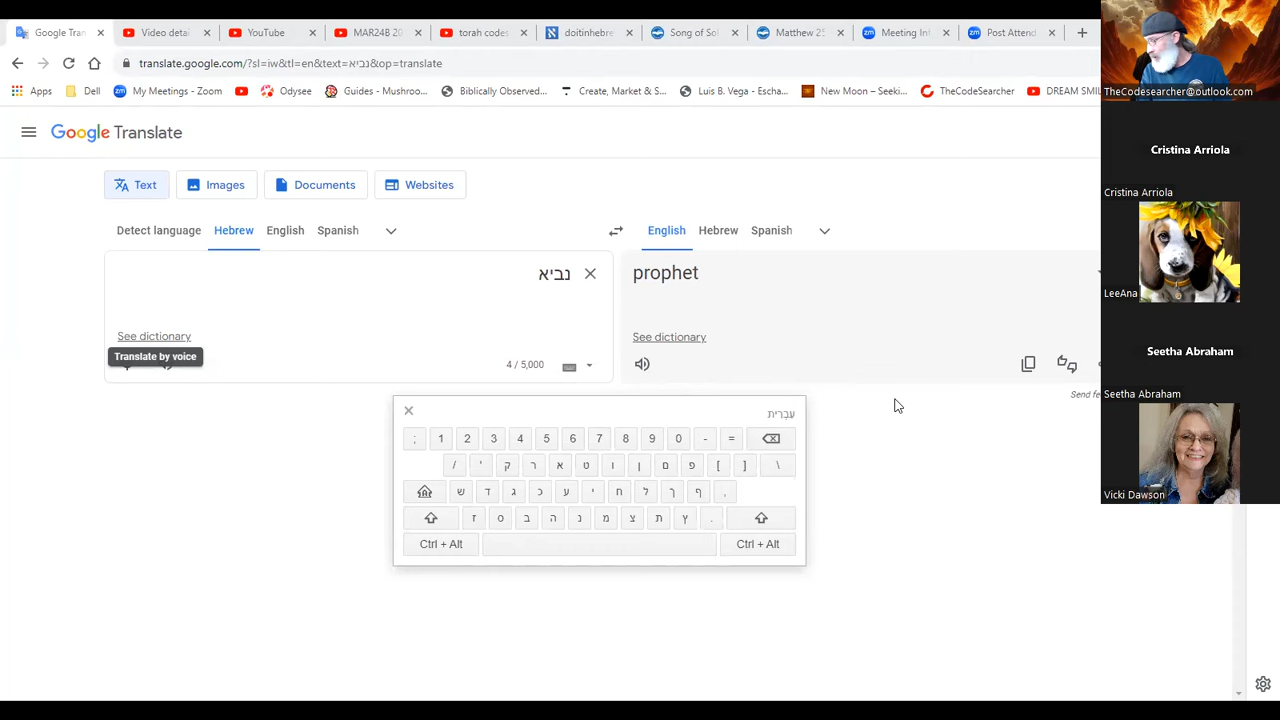 Google Tran
Video detai
YouTube
MAR24B 20
torah codes
doitinhebre
Song of Sol
Matthew 25
Meeting Inf
Post Attend
translate.google.com/?sl=iw&tl=en&text=נביא&op=translate
Apps
Dell
My Meetings - Zoom
Odysee
Guides - Mushroo...
Biblically Observed...
Create, Market & S...
Luis B. Vega - Escha...
New Moon – Seeki...
TheCodeSearcher
DREAM SMIL
TheCodesearcher@outlook.com
Google Translate
Cristina Arriola
Cristina Arriola
Text
Images
Documents
Websites
Detect language
Hebrew
English
Spanish
English
Hebrew
Spanish
נביא
prophet
LeeAna
See dictionary
See dictionary
Translate by voice
4 / 5,000
Seetha Abraham
Seetha Abraham
Send fe
עברית
; 1 2 3 4 5 6 7 8 9 0 - =
/ ' ק ר א ט ו ן ם פ [ ] \
ש ד ג כ ע י ח ל ך ף ,
ז ס ב ה נ מ צ ת ץ .
Ctrl + Alt
Ctrl + Alt
Vicki Dawson